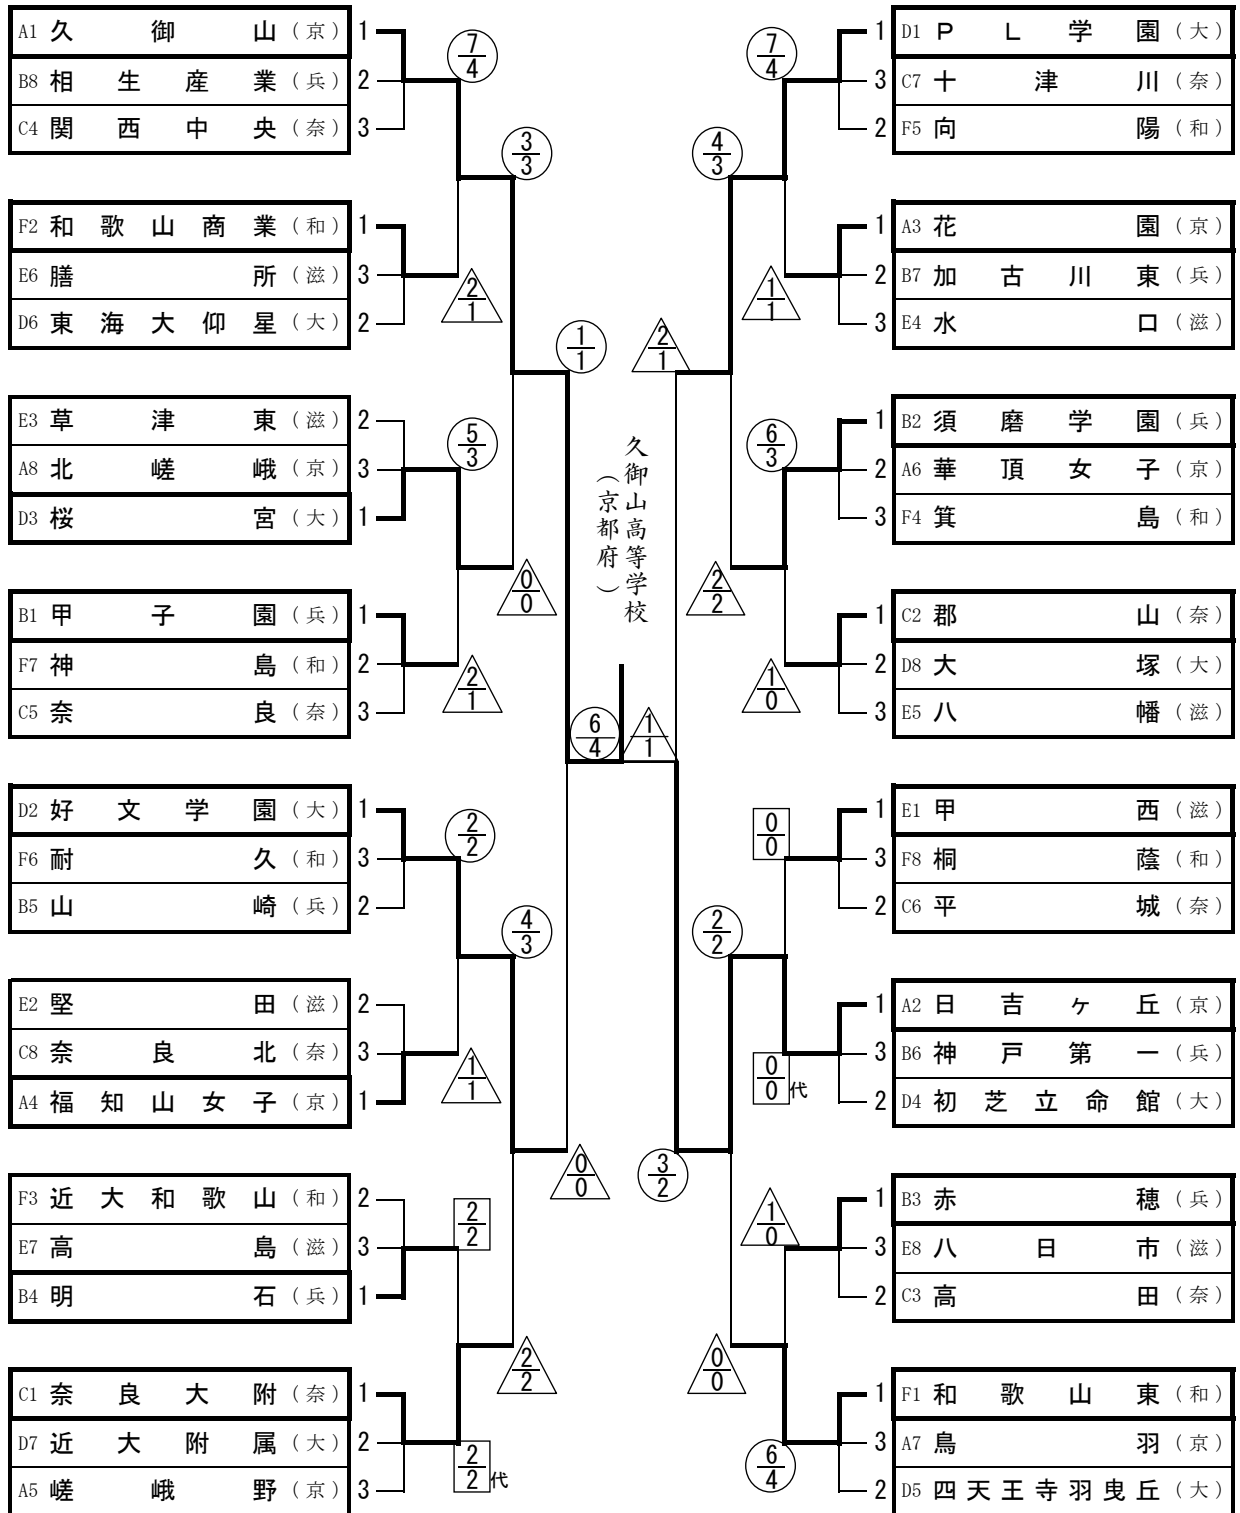 A1 久御山（京） 1
B8 相生産業（兵） 2
C4 関西中央（奈） 3
7/4
3/3
F2 和歌山商業（和） 1
E6 膳所（滋） 3
D6 東海大仰星（大） 2
2/1
1/1
E3 草津東（滋） 2
A8 北嵯峨（京） 3
D3 桜宮（大） 1
5/3
0/0
B1 甲子園（兵） 1
F7 神島（和） 2
C5 奈良（奈） 3
2/1
6/4
D2 好文学園（大） 1
F6 耐久（和） 3
B5 山崎（兵） 2
2/2
4/3
E2 堅田（滋） 2
C8 奈良北（奈） 3
A4 福知山女子（京） 1
1/1
0/0
F3 近大和歌山（和） 2
E7 高島（滋） 3
B4 明石（兵） 1
2/2
2/2
C1 奈良大附（奈） 1
D7 近大附属（大） 2
A5 嵯峨野（京） 3
2/2代
久御山高等学校
（京都府）
7/4
1 D1 ＰＬ学園（大）
3 C7 十津川（奈）
2 F5 向陽（和）
4/3
1 A3 花園（京）
2 B7 加古川東（兵）
3 E4 水口（滋）
1/1
2/1
1 B2 須磨学園（兵）
2 A6 華頂女子（京）
3 F4 箕島（和）
6/3
2/2
1 C2 郡山（奈）
2 D8 大塚（大）
3 E5 八幡（滋）
1/0
1/1
1 E1 甲西（滋）
3 F8 桐蔭（和）
2 C6 平城（奈）
0/0
2/2
1 A2 日吉ヶ丘（京）
3 B6 神戸第一（兵）
2 D4 初芝立命館（大）
0/0代
3/2
1 B3 赤穂（兵）
3 E8 八日市（滋）
2 C3 高田（奈）
1/0
0/0
1 F1 和歌山東（和）
3 A7 鳥羽（京）
2 D5 四天王寺羽曳丘（大）
6/4